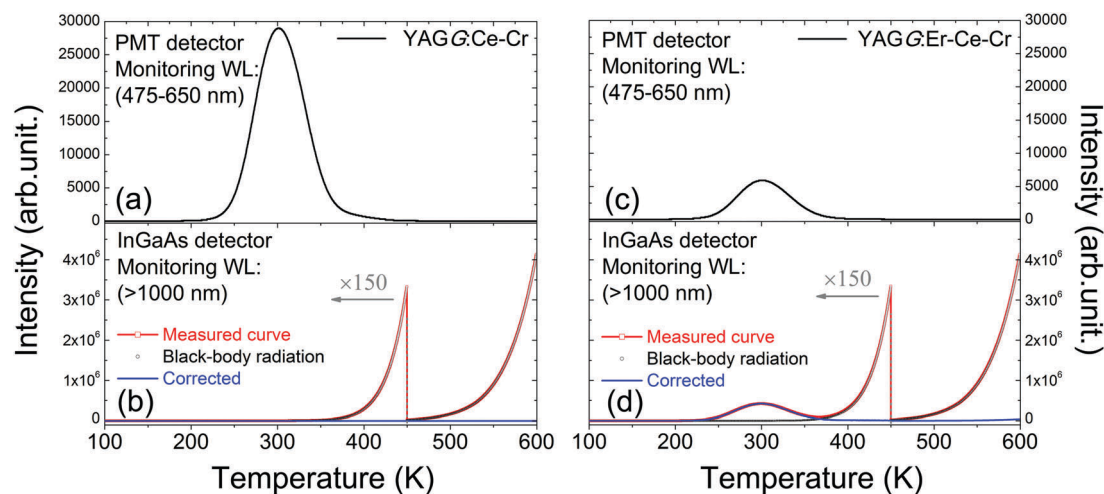 30000
25000
20000
15000
10000
5000
0
PMT detector
Monitoring WL:
(475-650 nm)
YAGG:Ce-Cr
(a)
Intensity (arb.unit.)
4x10⁶
3x10⁶
2x10⁶
1x10⁶
0
InGaAs detector
Monitoring WL:
(>1000 nm)
×150
Measured curve
Black-body radiation
Corrected
(b)
100 200 300 400 500 600
Temperature (K)
PMT detector
Monitoring WL:
(475-650 nm)
YAGG:Er-Ce-Cr
(c)
30000
25000
20000
15000
10000
5000
0
Intensity (arb.unit.)
InGaAs detector
Monitoring WL:
(>1000 nm)
×150
Measured curve
Black-body radiation
Corrected
(d)
4x10⁶
3x10⁶
2x10⁶
1x10⁶
0
100 200 300 400 500 600
Temperature (K)